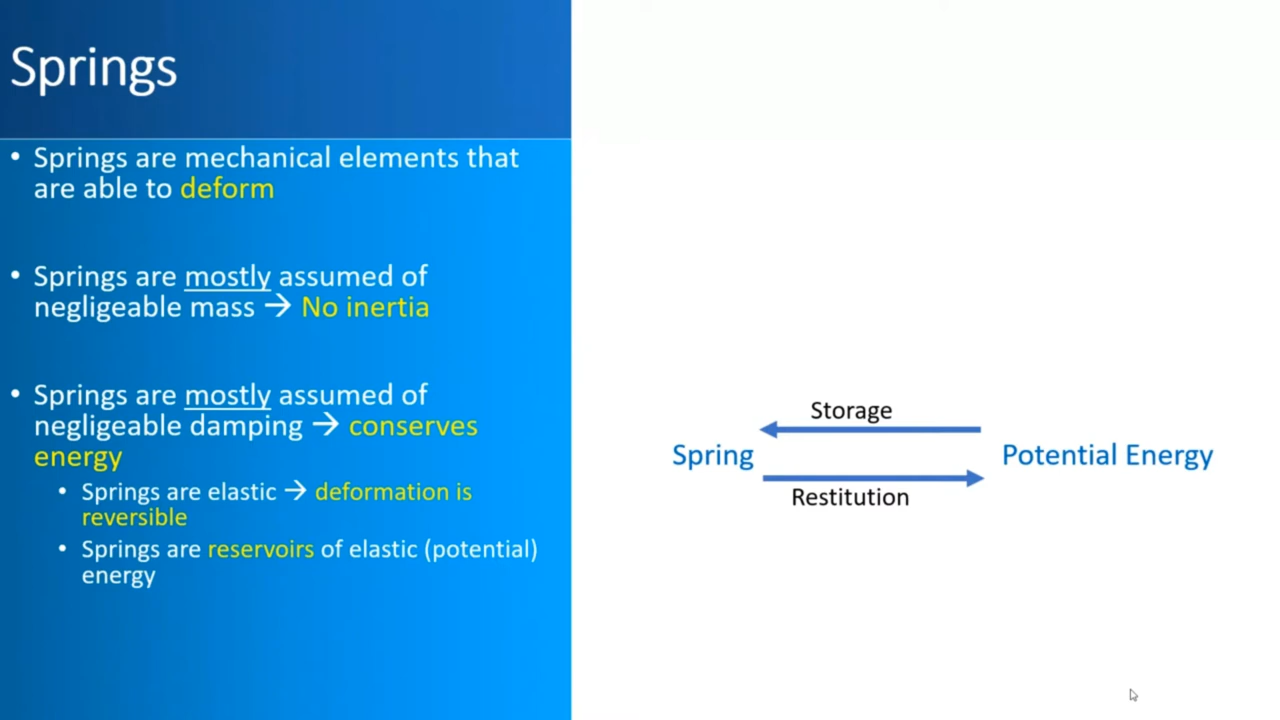 Springs
• Springs are mechanical elements that
are able to deform
• Springs are mostly assumed of
negligeable mass → No inertia
• Springs are mostly assumed of
negligeable damping → conserves
energy
• Springs are elastic → deformation is
reversible
• Springs are reservoirs of elastic (potential)
energy
Storage
Spring
Potential Energy
Restitution